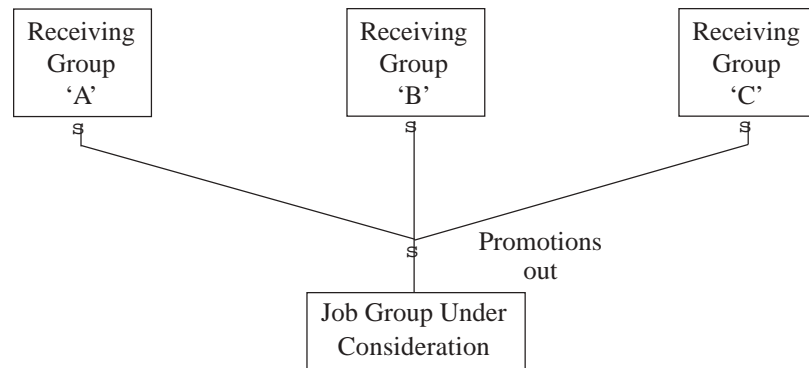 Receiving
Group
‘A’
Receiving
Group
‘B’
Receiving
Group
‘C’
s
s
s
s
Promotions
out
Job Group Under
Consideration